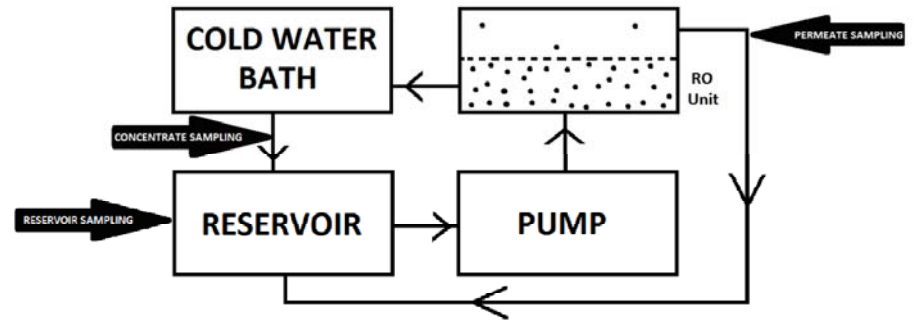 COLD WATER
BATH
PERMEATE SAMPLING
RO
Unit
CONCENTRATE SAMPLING
RESERVOIR SAMPLING
RESERVOIR
PUMP